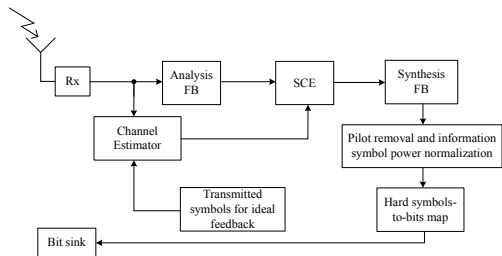 Rx
Analysis
FB
SCE
Synthesis
FB
Channel
Estimator
Pilot removal and information
symbol power normalization
Transmitted
symbols for ideal
feedback
Hard symbols-
to-bits map
Bit sink